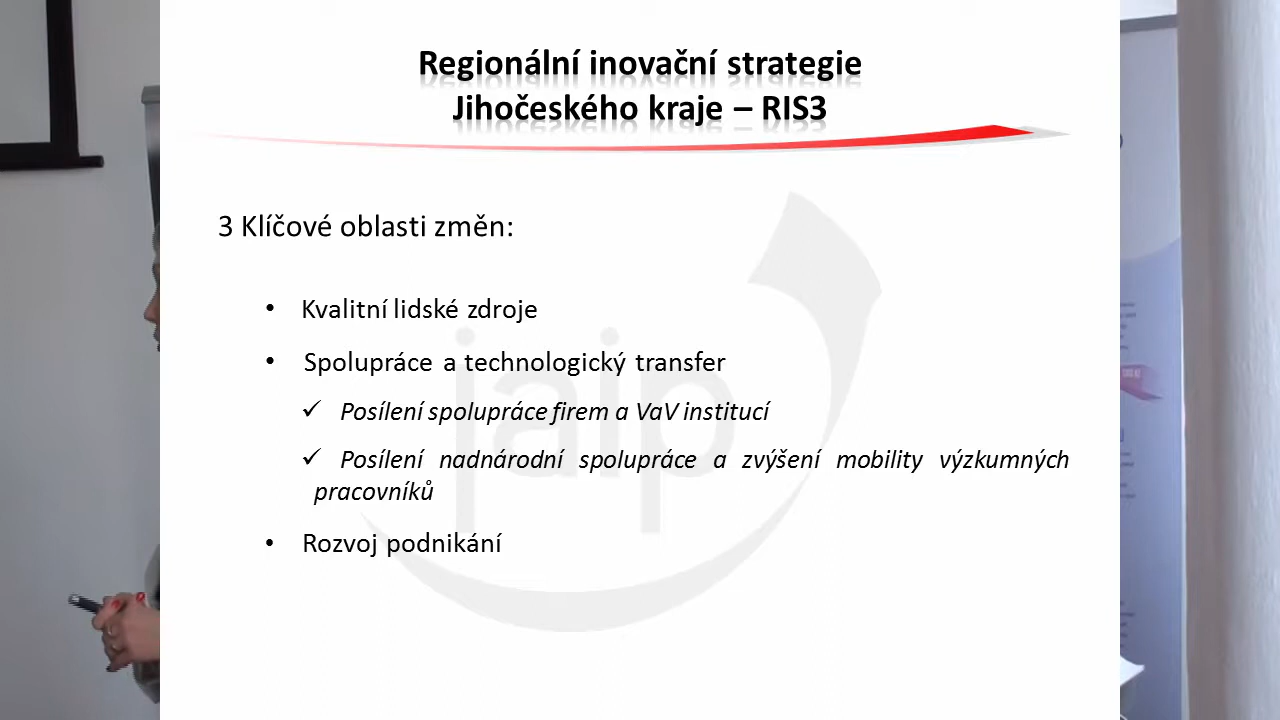 Regionální inovační strategie
Jihočeského kraje – RIS3
3 Klíčové oblasti změn:
• Kvalitní lidské zdroje
• Spolupráce a technologický transfer
✓ Posílení spolupráce firem a VaV institucí
✓ Posílení nadnárodní spolupráce a zvýšení mobility výzkumných
pracovníků
• Rozvoj podnikání
jaip